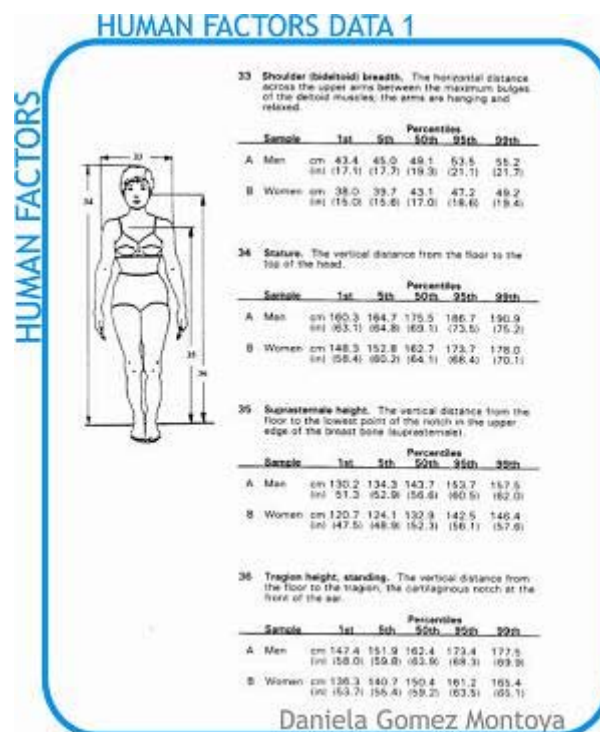 HUMAN FACTORS DATA 1
HUMAN FACTORS
33 Shoulder (bideltoid) breadth. The horizontal distance
across the upper arms between the maximum bulges
of the deltoid muscles; the arms are hanging and
relaxed.
Percentiles
Sample 1st 5th 50th 95th 99th
A Men cm 43.4 45.0 49.1 53.5 55.2
(in) (17.1) (17.7) (19.3) (21.1) (21.7)
B Women cm 38.0 39.7 43.1 47.2 49.2
(in) (15.0) (15.6) (17.0) (18.6) (19.4)
33
34
35
36
34 Stature. The vertical distance from the floor to the
top of the head.
Percentiles
Sample 1st 5th 50th 95th 99th
A Men cm 160.3 164.7 175.5 186.7 190.9
(in) (63.1) (64.8) (69.1) (73.5) (75.2)
B Women cm 148.3 152.8 162.7 173.7 178.0
(in) (58.4) (60.2) (64.1) (68.4) (70.1)
35 Suprasternale height. The vertical distance from the
floor to the lowest point of the notch in the upper
edge of the breast bone (suprasternale).
Percentiles
Sample 1st 5th 50th 95th 99th
A Men cm 130.2 134.3 143.7 153.7 157.5
(in) 51.3 (52.9) (56.6) (60.5) (62.0)
B Women cm 120.7 124.1 132.9 142.5 146.4
(in) (47.5) (48.9) (52.3) (56.1) (57.6)
36 Tragion height, standing. The vertical distance from
the floor to the tragion, the cartilaginous notch at the
front of the ear.
Percentiles
Sample 1st 5th 50th 95th 99th
A Men cm 147.4 151.9 162.4 173.4 177.5
(in) (58.0) (59.8) (63.9) (68.3) (69.9)
B Women cm 136.3 140.7 150.4 161.2 165.4
(in) (53.7) (55.4) (59.2) (63.5) (65.1)
Daniela Gomez Montoya